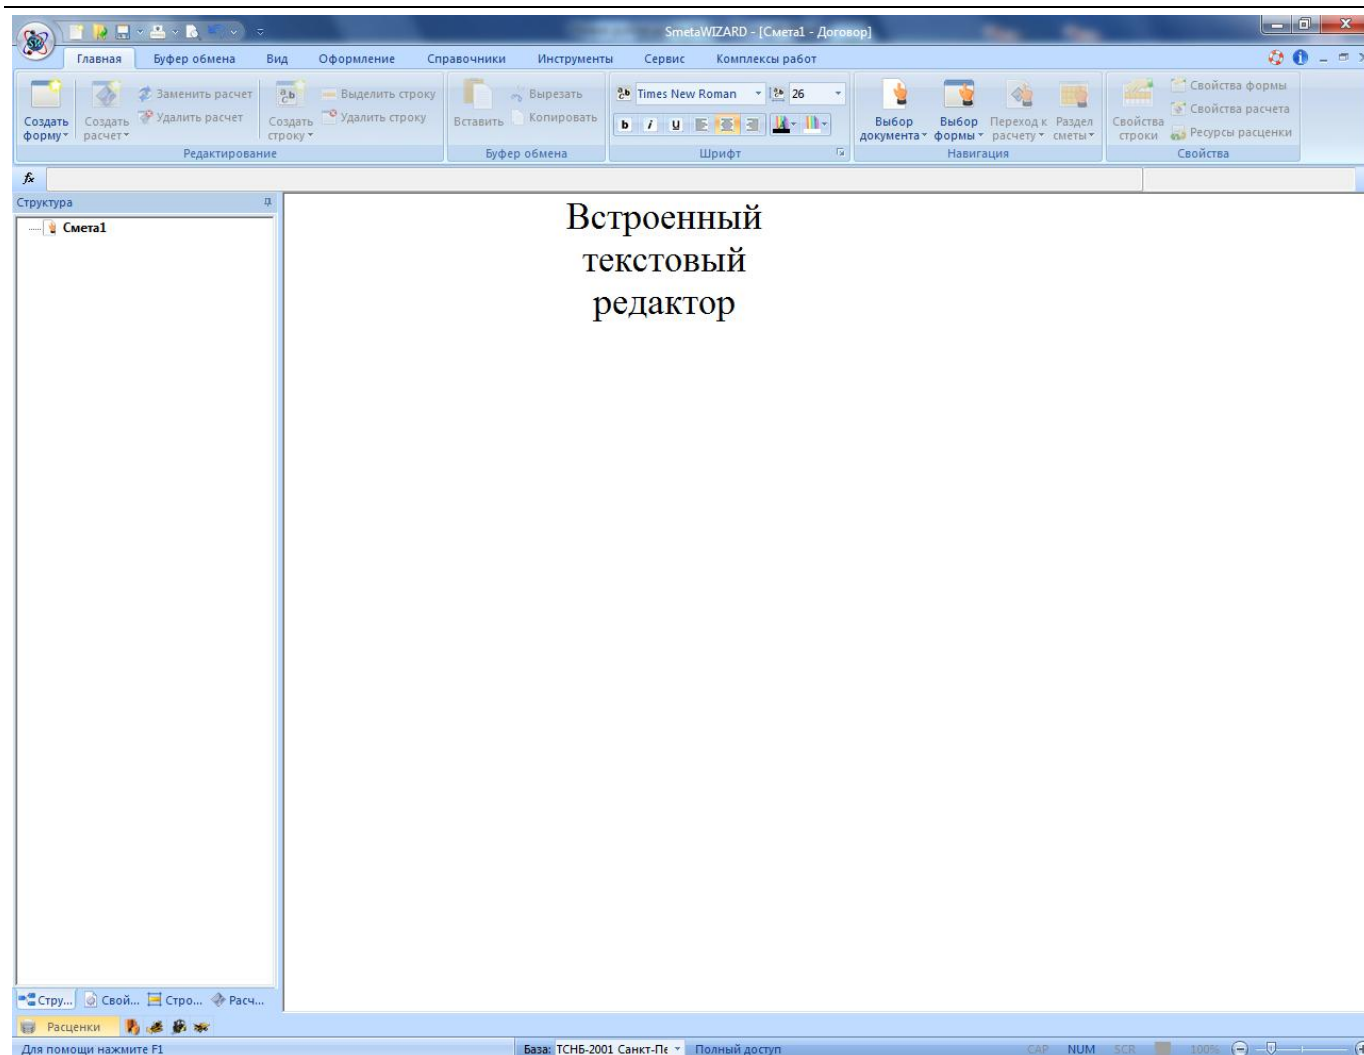 SmetaWIZARD - [Смета1 - Договор]
Главная Буфер обмена Вид Оформление Справочники Инструменты Сервис Комплексы работ
Создать форму
Создать расчет
Заменить расчет
Удалить расчет
Создать строку
Выделить строку
Удалить строку
Редактирование
Вставить
Вырезать
Копировать
Буфер обмена
Times New Roman 26
b i u
Шрифт
Выбор документа
Выбор формы
Переход к расчету
Раздел сметы
Навигация
Свойства строки
Свойства формы
Свойства расчета
Ресурсы расценки
Свойства
fx
Структура
Смета1
Встроенный
текстовый
редактор
Стру... Свой... Стро... Расч...
Расценки
Для помощи нажмите F1 База: ТСНБ-2001 Санкт-Пе Полный доступ CAP NUM SCR 100%